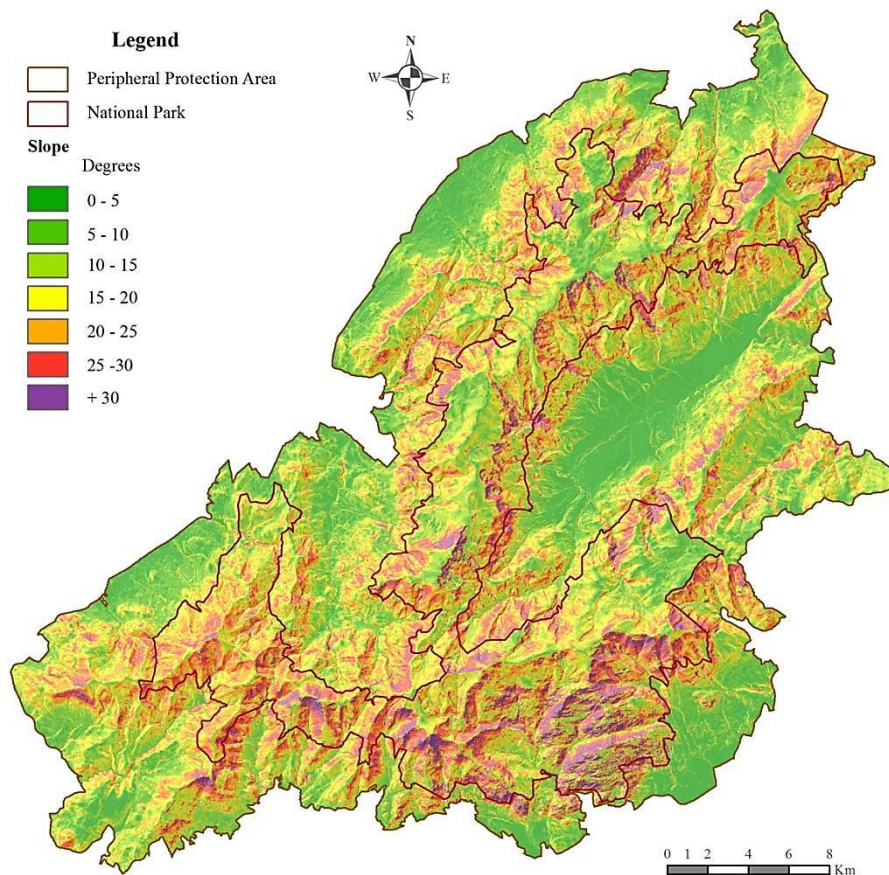 Legend
Peripheral Protection Area
National Park
Slope
Degrees
0 - 5
5 - 10
10 - 15
15 - 20
20 - 25
25 -30
+ 30
N
W E
S
0 1 2 4 6 8
Km